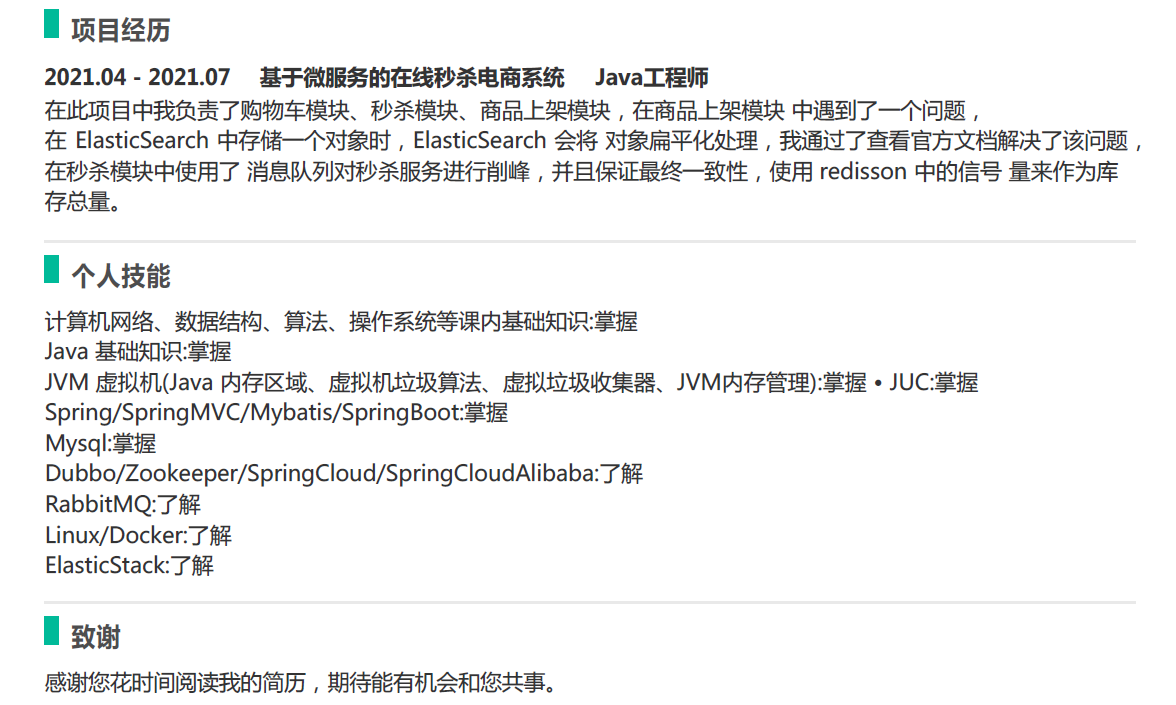 项目经历
2021.04 - 2021.07 基于微服务的在线秒杀电商系统 Java工程师
在此项目中我负责了购物车模块、秒杀模块、商品上架模块，在商品上架模块 中遇到了一个问题，
在 ElasticSearch 中存储一个对象时，ElasticSearch 会将 对象扁平化处理，我通过了查看官方文档解决了该问题，
在秒杀模块中使用了 消息队列对秒杀服务进行削峰，并且保证最终一致性，使用 redisson 中的信号 量来作为库
存总量。
个人技能
计算机网络、数据结构、算法、操作系统等课内基础知识:掌握
Java 基础知识:掌握
JVM 虚拟机(Java 内存区域、虚拟机垃圾算法、虚拟垃圾收集器、JVM内存管理):掌握 • JUC:掌握
Spring/SpringMVC/Mybatis/SpringBoot:掌握
Mysql:掌握
Dubbo/Zookeeper/SpringCloud/SpringCloudAlibaba:了解
RabbitMQ:了解
Linux/Docker:了解
ElasticStack:了解
致谢
感谢您花时间阅读我的简历，期待能有机会和您共事。